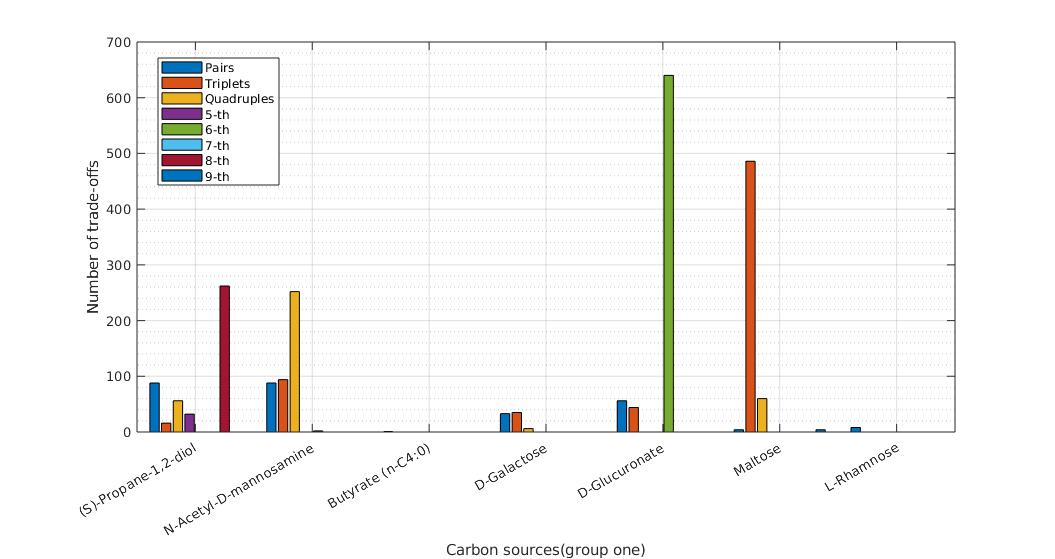 700
600
500
400
300
200
100
0
Number of trade-offs
Pairs
Triplets
Quadruples
5-th
6-th
7-th
8-th
9-th
(S)-Propane-1,2-diol
N-Acetyl-D-mannosamine
Butyrate (n-C4:0)
D-Galactose
D-Glucuronate
Maltose
L-Rhamnose
Carbon sources(group one)